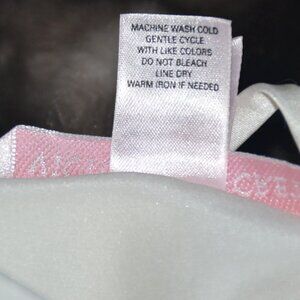 MACHINE WASH COLD
GENTLE CYCLE
WITH LIKE COLORS
DO NOT BLEACH
LINE DRY
WARM IRON IF NEEDED